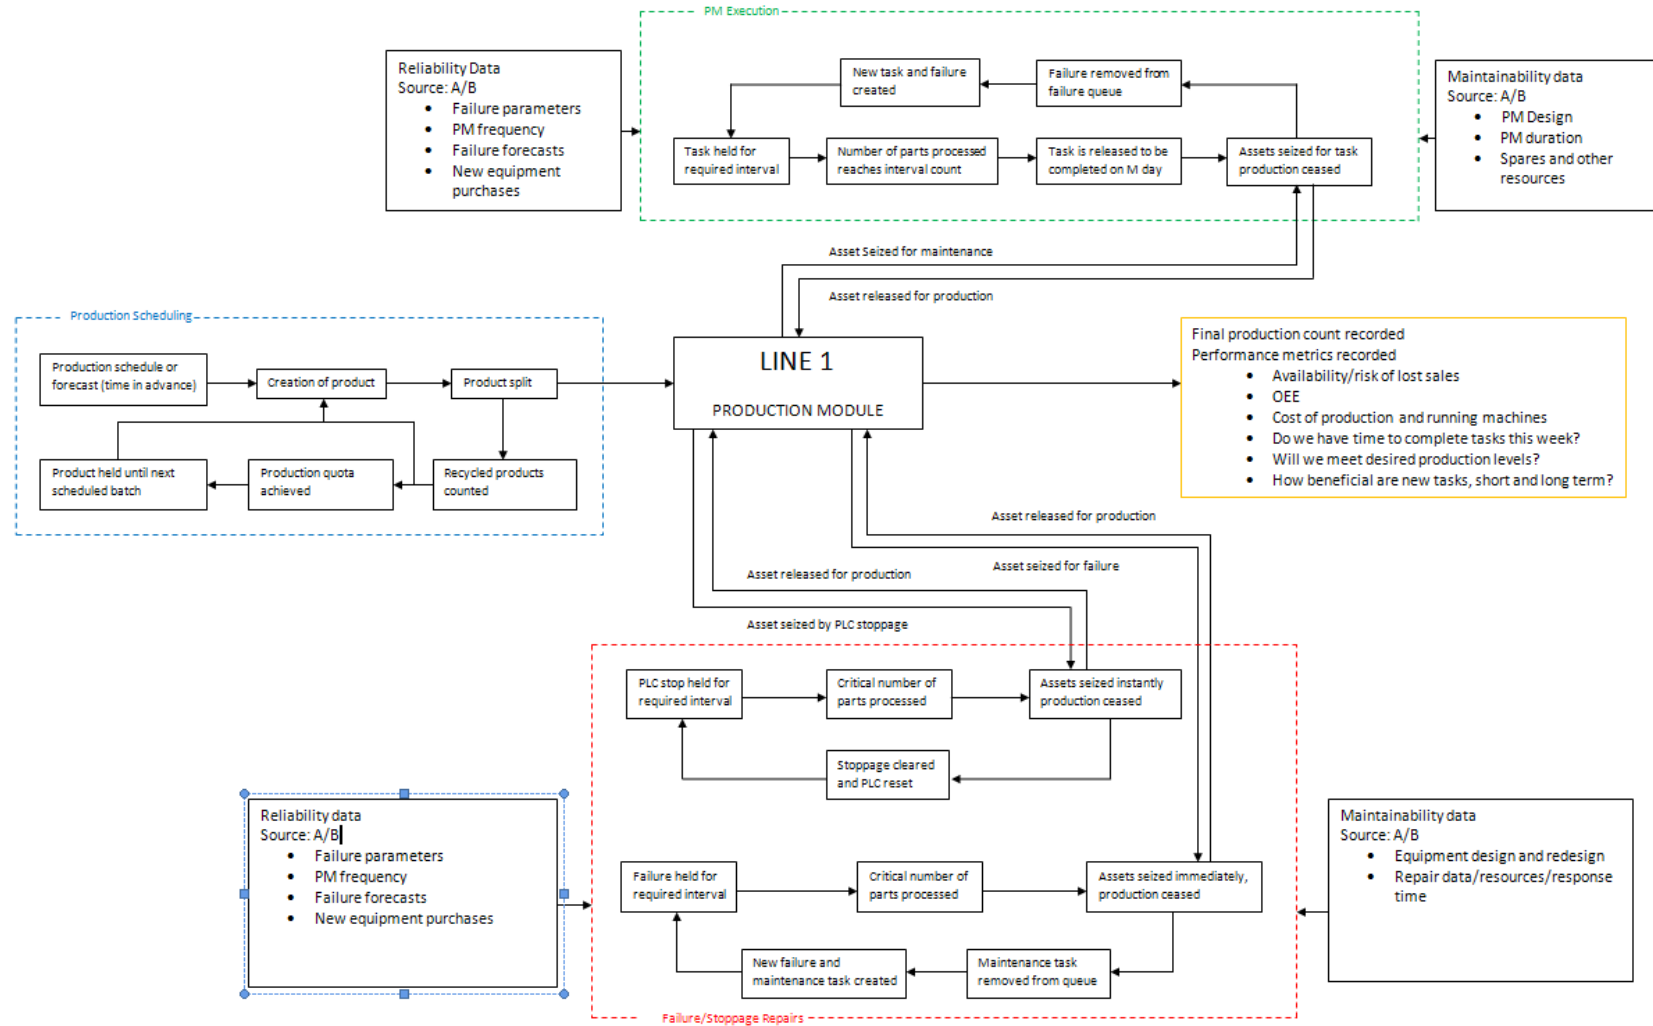 PM Execution
Reliability Data
Source: A/B
• Failure parameters
• PM frequency
• Failure forecasts
• New equipment
purchases
New task and failure
created
Failure removed from
failure queue
Task held for
required interval
Number of parts processed
reaches interval count
Task is released to be
completed on M day
Assets seized for task
production ceased
Maintainability data
Source: A/B
• PM Design
• PM duration
• Spares and other
resources
Asset Seized for maintenance
Asset released for production
Production Scheduling
Production schedule or
forecast (time in advance)
Creation of product
Product split
Product held until next
scheduled batch
Production quota
achieved
Recycled products
counted
LINE 1
PRODUCTION MODULE
Final production count recorded
Performance metrics recorded
• Availability/risk of lost sales
• OEE
• Cost of production and running machines
• Do we have time to complete tasks this week?
• Will we meet desired production levels?
• How beneficial are new tasks, short and long term?
Asset released for production
Asset seized for failure
Asset released for production
Asset seized by PLC stoppage
PLC stop held for
required interval
Critical number of
parts processed
Assets seized instantly
production ceased
Stoppage cleared
and PLC reset
Reliability data
Source: A/B
• Failure parameters
• PM frequency
• Failure forecasts
• New equipment purchases
Failure held for
required interval
Critical number of
parts processed
Assets seized immediately,
production ceased
New failure and
maintenance task created
Maintenance task
removed from queue
Maintainability data
Source: A/B
• Equipment design and redesign
• Repair data/resources/response
time
Failure/Stoppage Repairs